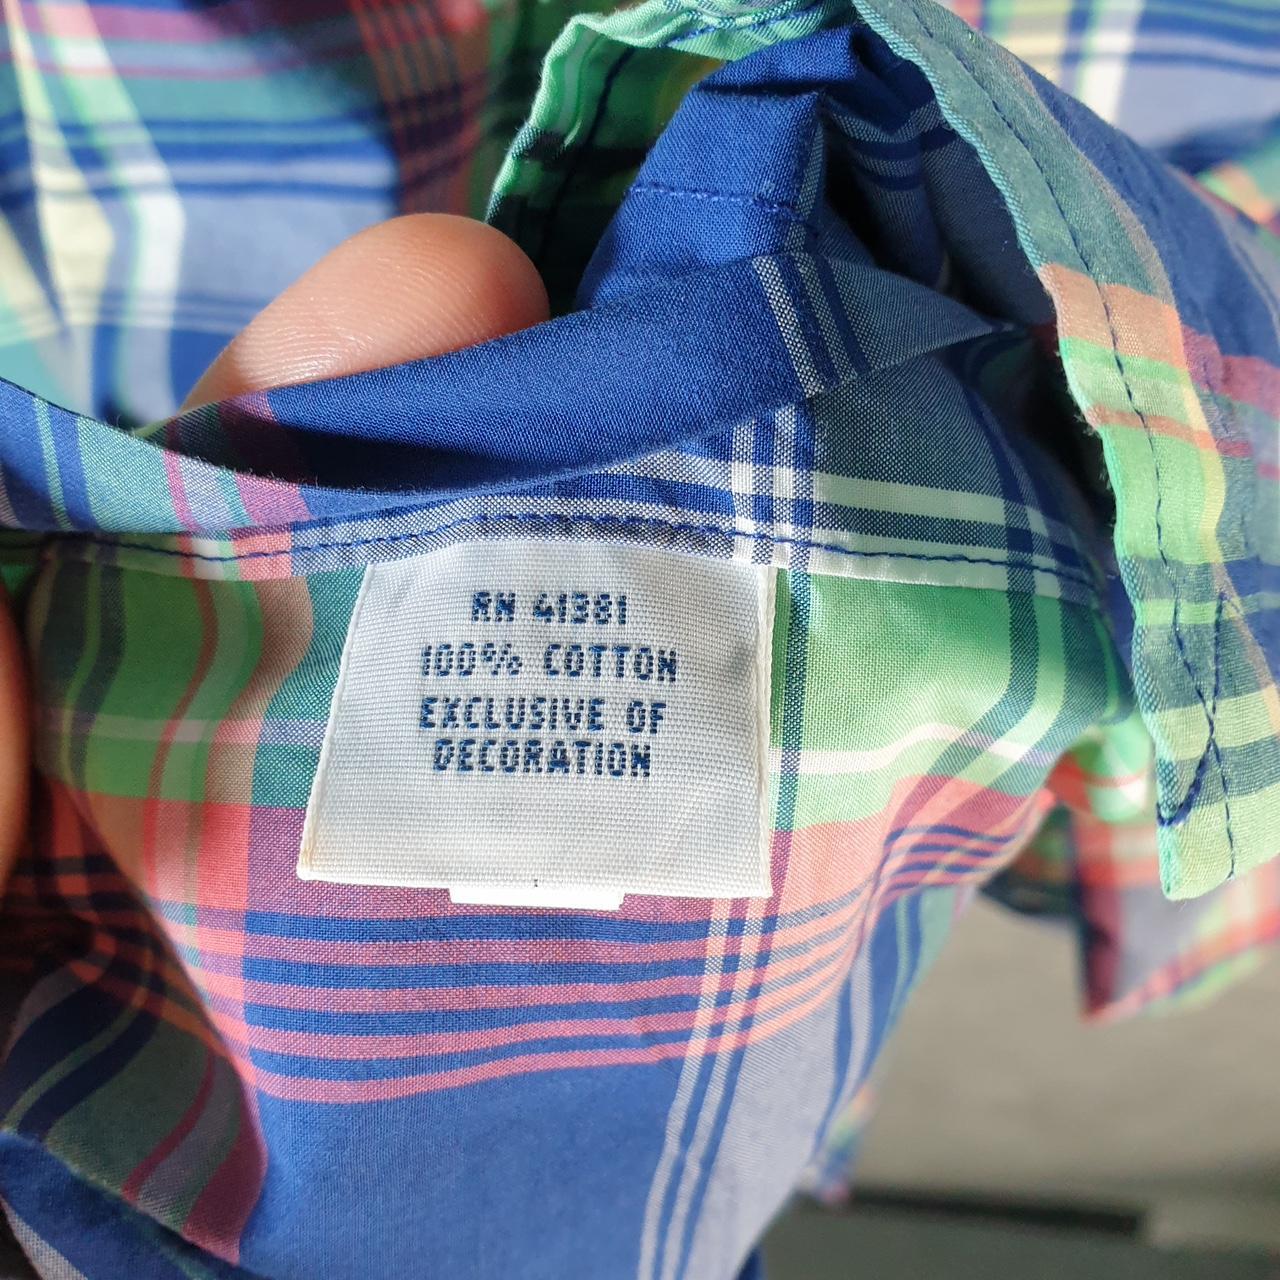 RN 41381
100% COTTON
EXCLUSIVE OF
DECORATION